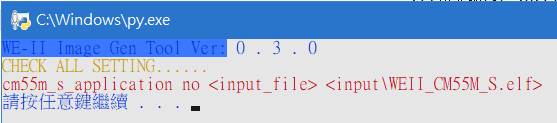 C:\Windows\py.exe
WE-II Image Gen Tool Ver: 0 . 3 . 0
CHECK ALL SETTING......
cm55m_s_application no <input_file> <input\WEII_CM55M_S.elf>
請按任意鍵繼續 . . .